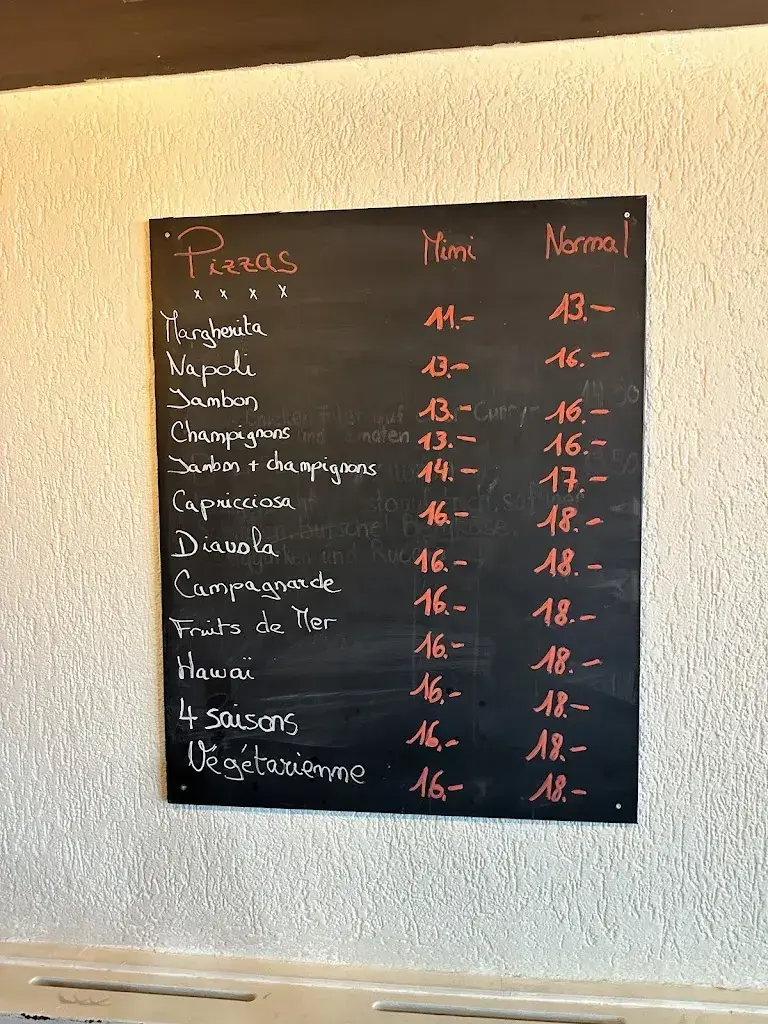 Pizzas Mimi Normal
x x x x
Margherita 11.- 13.-
Napoli 13.- 16.-
Jambon 13.- 16.-
Champignons 13.- 16.-
Jambon + champignons 14.- 17.-
Capricciosa 16.- 18.-
Diavola 16.- 18.-
Campagnarde 16.- 18.-
Fruits de Mer 16.- 18.-
Hawaï 16.- 18.-
4 saisons 16.- 18.-
Végétarienne 16.- 18.-